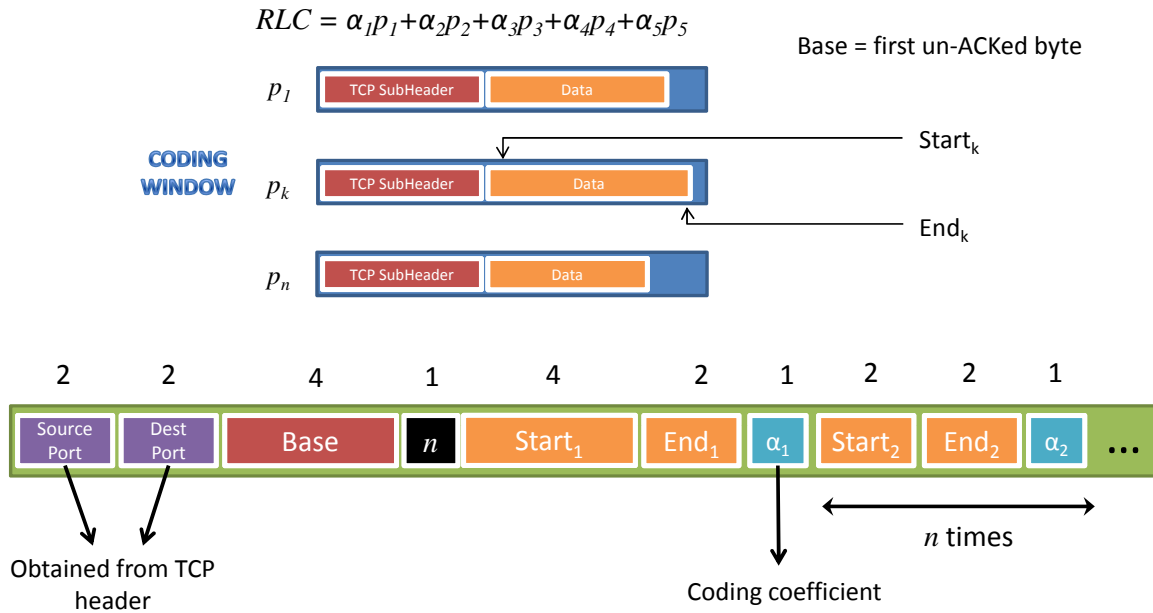 RLC = α₁p₁+α₂p₂+α₃p₃+α₄p₄+α₅p₅
Base = first un-ACKed byte
p₁
TCP SubHeader
Data
Startₖ
CODING
WINDOW
pₖ
TCP SubHeader
Data
Endₖ
pₙ
TCP SubHeader
Data
2 2 4 1 4 2 1 2 2 1
Source
Port
Dest
Port
Base
n
Start₁
End₁
α₁
Start₂
End₂
α₂
...
n times
Obtained from TCP
header
Coding coefficient